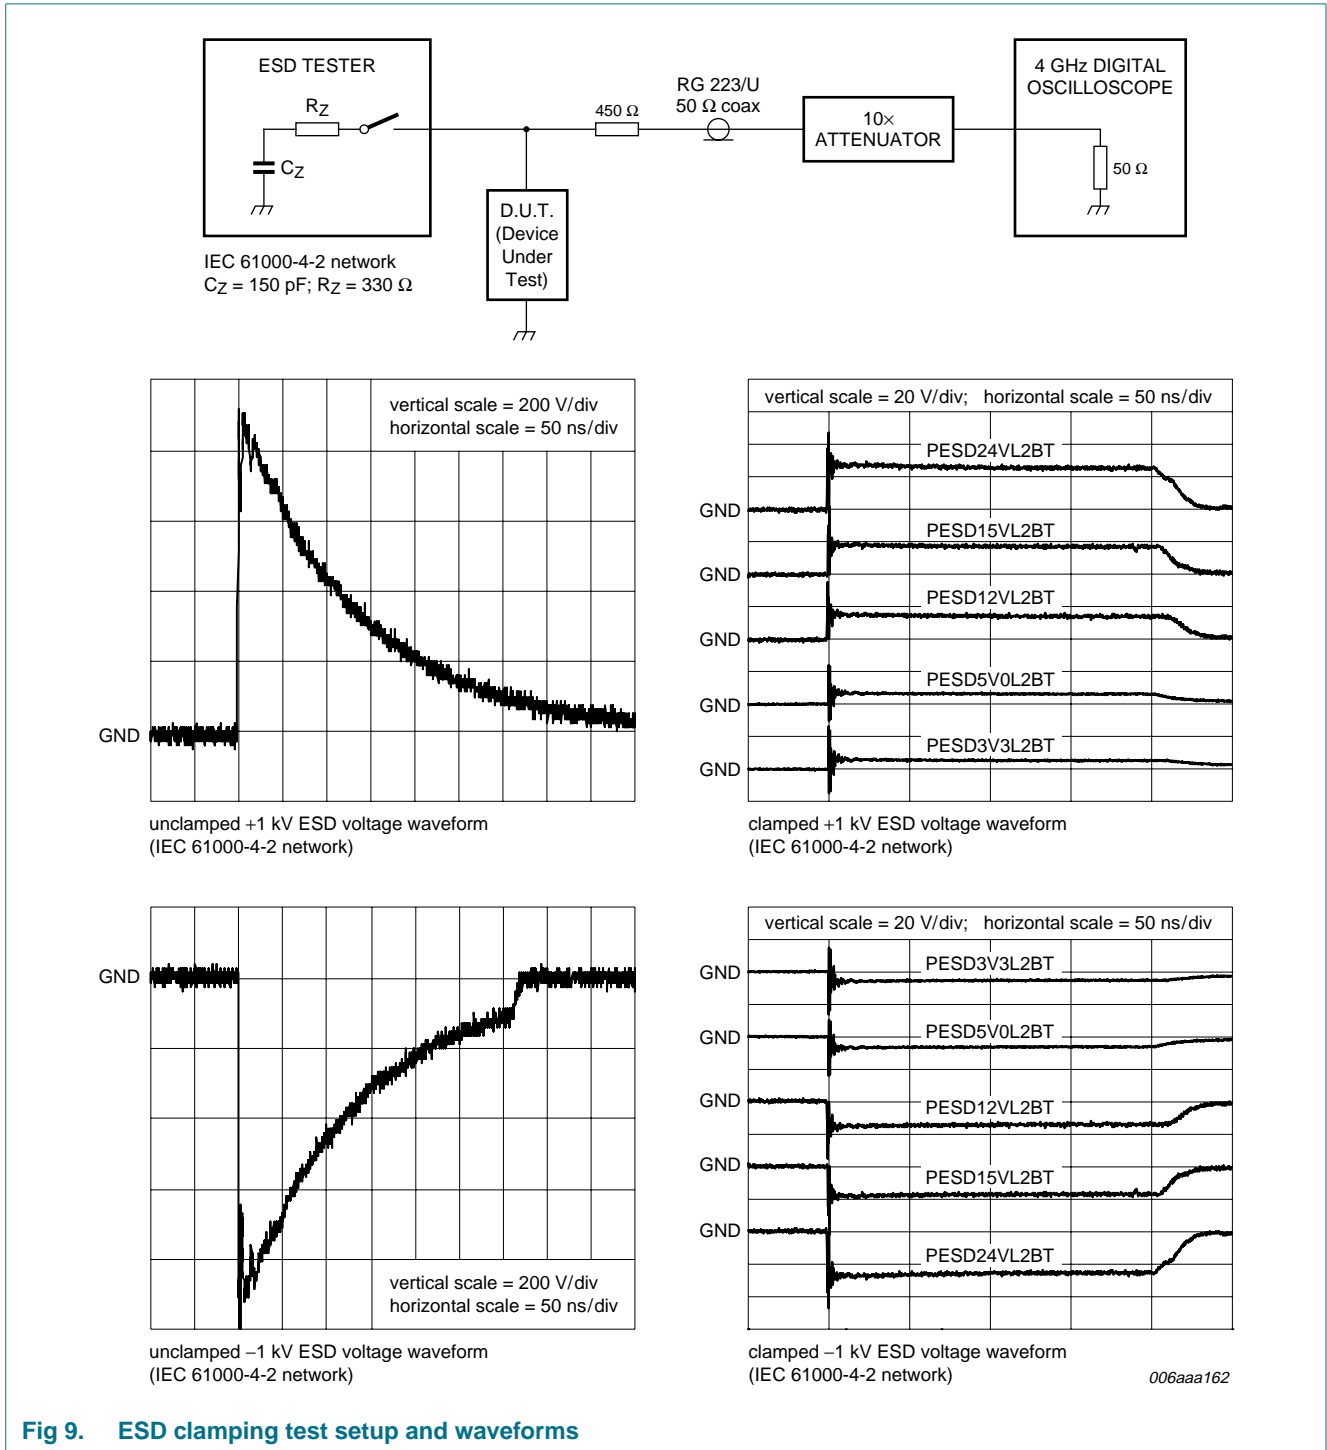 ESD TESTER
RZ
CZ
IEC 61000-4-2 network
CZ = 150 pF; RZ = 330 Ω
D.U.T.
(Device
Under
Test)
450 Ω
RG 223/U
50 Ω coax
10×
ATTENUATOR
4 GHz DIGITAL
OSCILLOSCOPE
50 Ω
vertical scale = 200 V/div
horizontal scale = 50 ns/div
GND
unclamped +1 kV ESD voltage waveform
(IEC 61000-4-2 network)
vertical scale = 20 V/div; horizontal scale = 50 ns/div
PESD24VL2BT
GND
PESD15VL2BT
GND
PESD12VL2BT
GND
PESD5V0L2BT
GND
PESD3V3L2BT
GND
clamped +1 kV ESD voltage waveform
(IEC 61000-4-2 network)
GND
vertical scale = 200 V/div
horizontal scale = 50 ns/div
unclamped −1 kV ESD voltage waveform
(IEC 61000-4-2 network)
vertical scale = 20 V/div; horizontal scale = 50 ns/div
PESD3V3L2BT
GND
PESD5V0L2BT
GND
GND
PESD12VL2BT
GND
PESD15VL2BT
GND
PESD24VL2BT
clamped −1 kV ESD voltage waveform
(IEC 61000-4-2 network)
006aaa162
Fig 9. ESD clamping test setup and waveforms